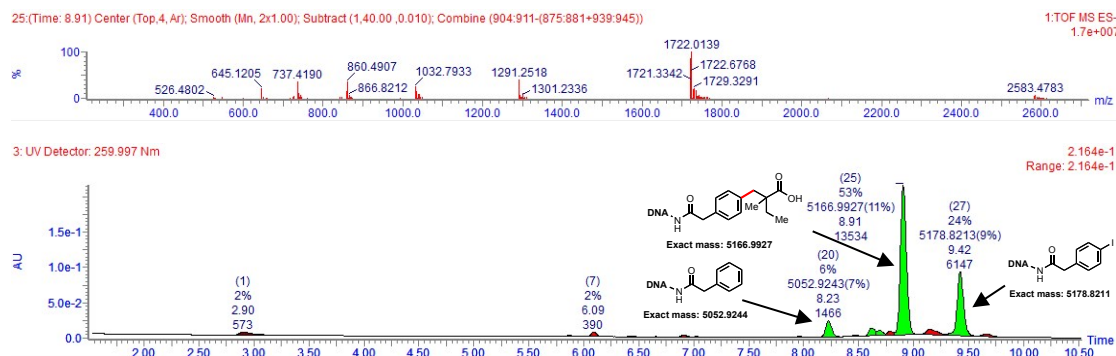 25:(Time: 8.91) Center (Top,4, Ar); Smooth (Mn, 2x1.00); Subtract (1,40.00 ,0.010); Combine (904:911-(875:881+939:945))
1:TOF MS ES-
1.7e+007
100
%
0
526.4802
645.1205
737.4190
860.4907
866.8212
1032.7933
1291.2518
1301.2336
1722.0139
1721.3342
1722.6768
1729.3291
2583.4783
400.0 600.0 800.0 1000.0 1200.0 1400.0 1600.0 1800.0 2000.0 2200.0 2400.0 2600.0 m/z
3: UV Detector: 259.997 Nm
2.164e-1
Range: 2.164e-1
AU
1.5e-1
1.0e-1
5.0e-2
0.0
(1)
2%
2.90
573
(7)
2%
6.09
390
DNA
N
H
O
O
OH
Me
Me
Exact mass: 5166.9927
DNA
N
H
O
Exact mass: 5052.9244
(20)
6%
5052.9243(7%)
8.23
1466
(25)
53%
5166.9927(11%)
8.91
13534
(27)
24%
5178.8213(9%)
9.42
6147
DNA
N
H
O
I
Exact mass: 5178.8211
2.00 2.50 3.00 3.50 4.00 4.50 5.00 5.50 6.00 6.50 7.00 7.50 8.00 8.50 9.00 9.50 10.00 10.50
Time